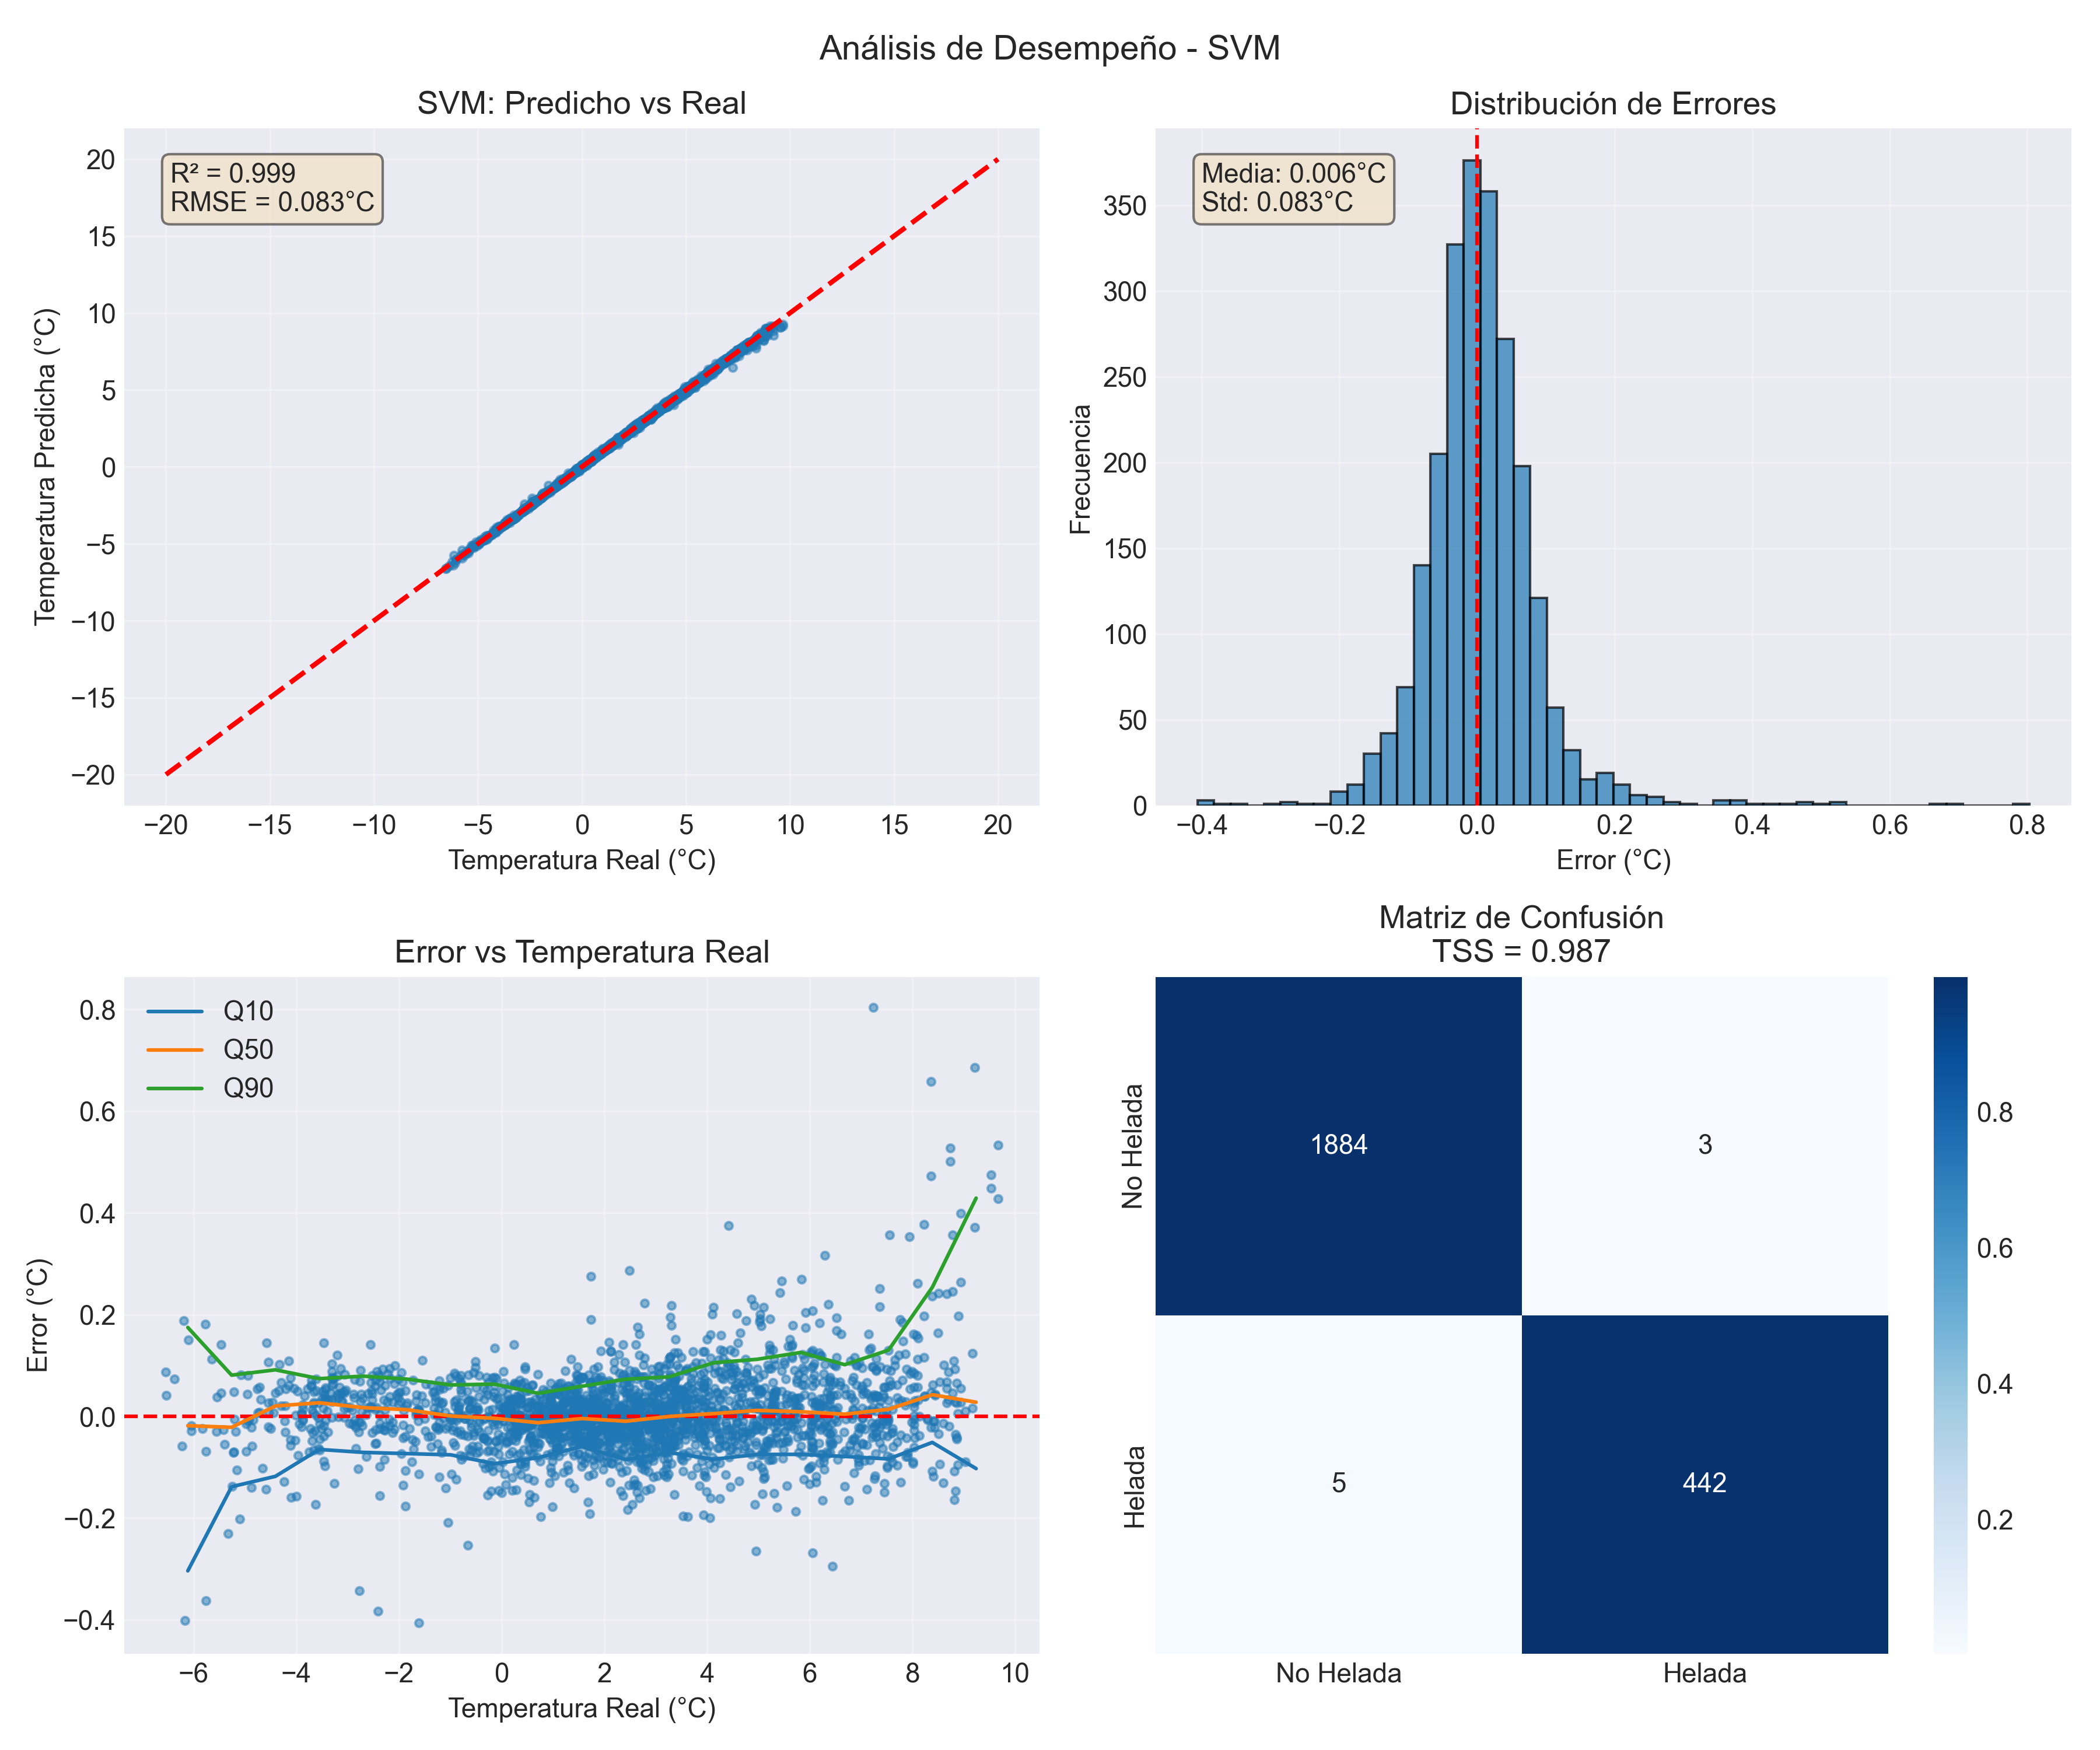 Análisis de Desempeño - SVM
SVM: Predicho vs Real
R² = 0.999
RMSE = 0.083°C
20
15
10
5
0
−5
−10
−15
−20
Temperatura Predicha (°C)
−20 −15 −10 −5 0 5 10 15 20
Temperatura Real (°C)
Distribución de Errores
Media: 0.006°C
Std: 0.083°C
350
300
250
200
150
100
50
0
Frecuencia
−0.4 −0.2 0.0 0.2 0.4 0.6 0.8
Error (°C)
Error vs Temperatura Real
Q10
Q50
Q90
0.8
0.6
0.4
0.2
0.0
−0.2
−0.4
Error (°C)
−6 −4 −2 0 2 4 6 8 10
Temperatura Real (°C)
Matriz de Confusión
TSS = 0.987
No Helada
1884 3
Helada
5 442
No Helada Helada
0.8
0.6
0.4
0.2